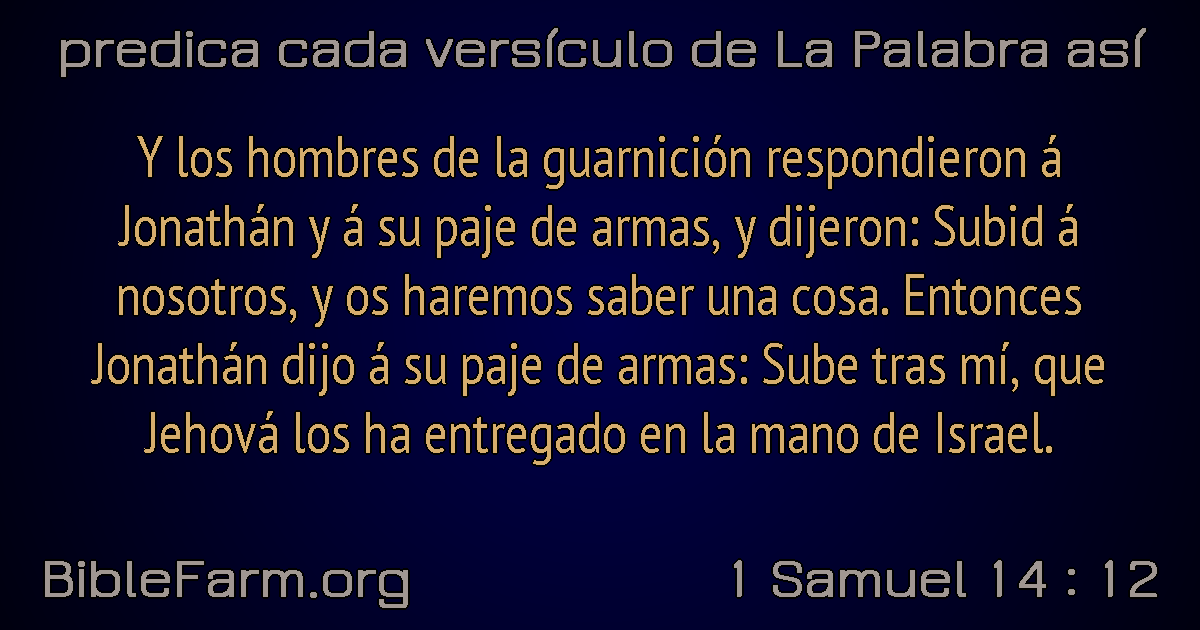 predica cada versículo de La Palabra así
Y los hombres de la guarnición respondieron á
Jonathán y á su paje de armas, y dijeron: Subid á
nosotros, y os haremos saber una cosa. Entonces
Jonathán dijo á su paje de armas: Sube tras mí, que
Jehová los ha entregado en la mano de Israel.
BibleFarm.org
1 Samuel 14 : 12